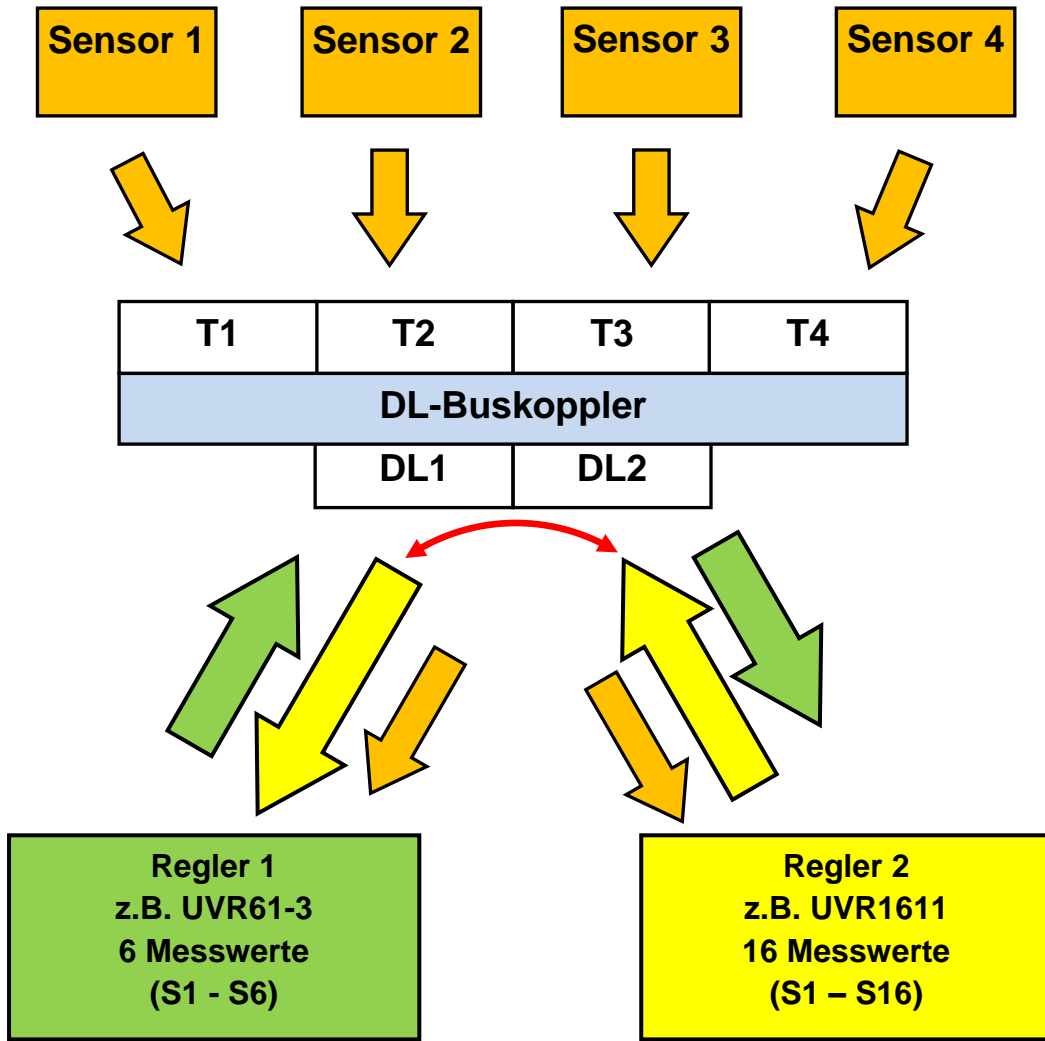 Sensor 1
Sensor 2
Sensor 3
Sensor 4
T1
T2
T3
T4
DL-Buskoppler
DL1
DL2
Regler 1
z.B. UVR61-3
6 Messwerte
(S1 - S6)
Regler 2
z.B. UVR1611
16 Messwerte
(S1 – S16)